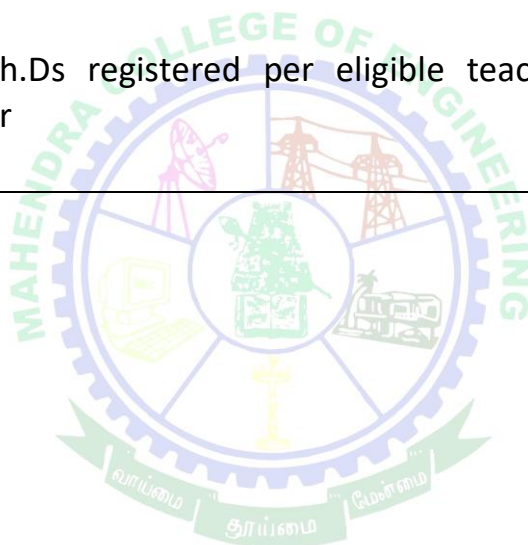 h.Ds registered per eligible teac
r
MAHENDRA COLLEGE OF ENGINEERING
வாய்மை
தூய்மை
மேன்மை